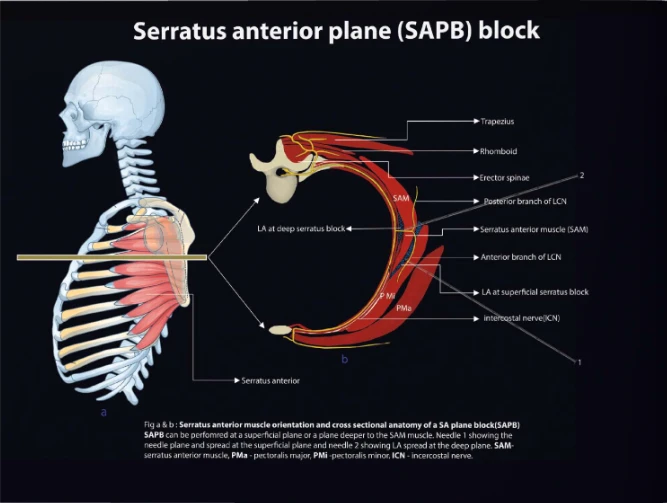 Serratus anterior plane (SAPB) block
Trapezius
Rhomboid
Erector spinae
2
SAM
Posterior branch of LCN
LA at deep serratus block
Serratus anterior muscle (SAM)
Anterior branch of LCN
LA at superficial serratus block
P MI
PMa
intercostal nerve(ICN)
b
1
Serratus anterior
a
Fig a & b : Serratus anterior muscle orientation and cross sectional anatomy of a SA plane block(SAPB)
SAPB can be perfomred at a superficial plane or a plane deeper to the SAM muscle. Needle 1 showing the
needle plane and spread at the superficial plane and needle 2 showing LA spread at the deep plane. SAM-
serratus anterior muscle, PMa - pectoralis major, PMi -pectoralis minor, ICN - incercostal nerve.